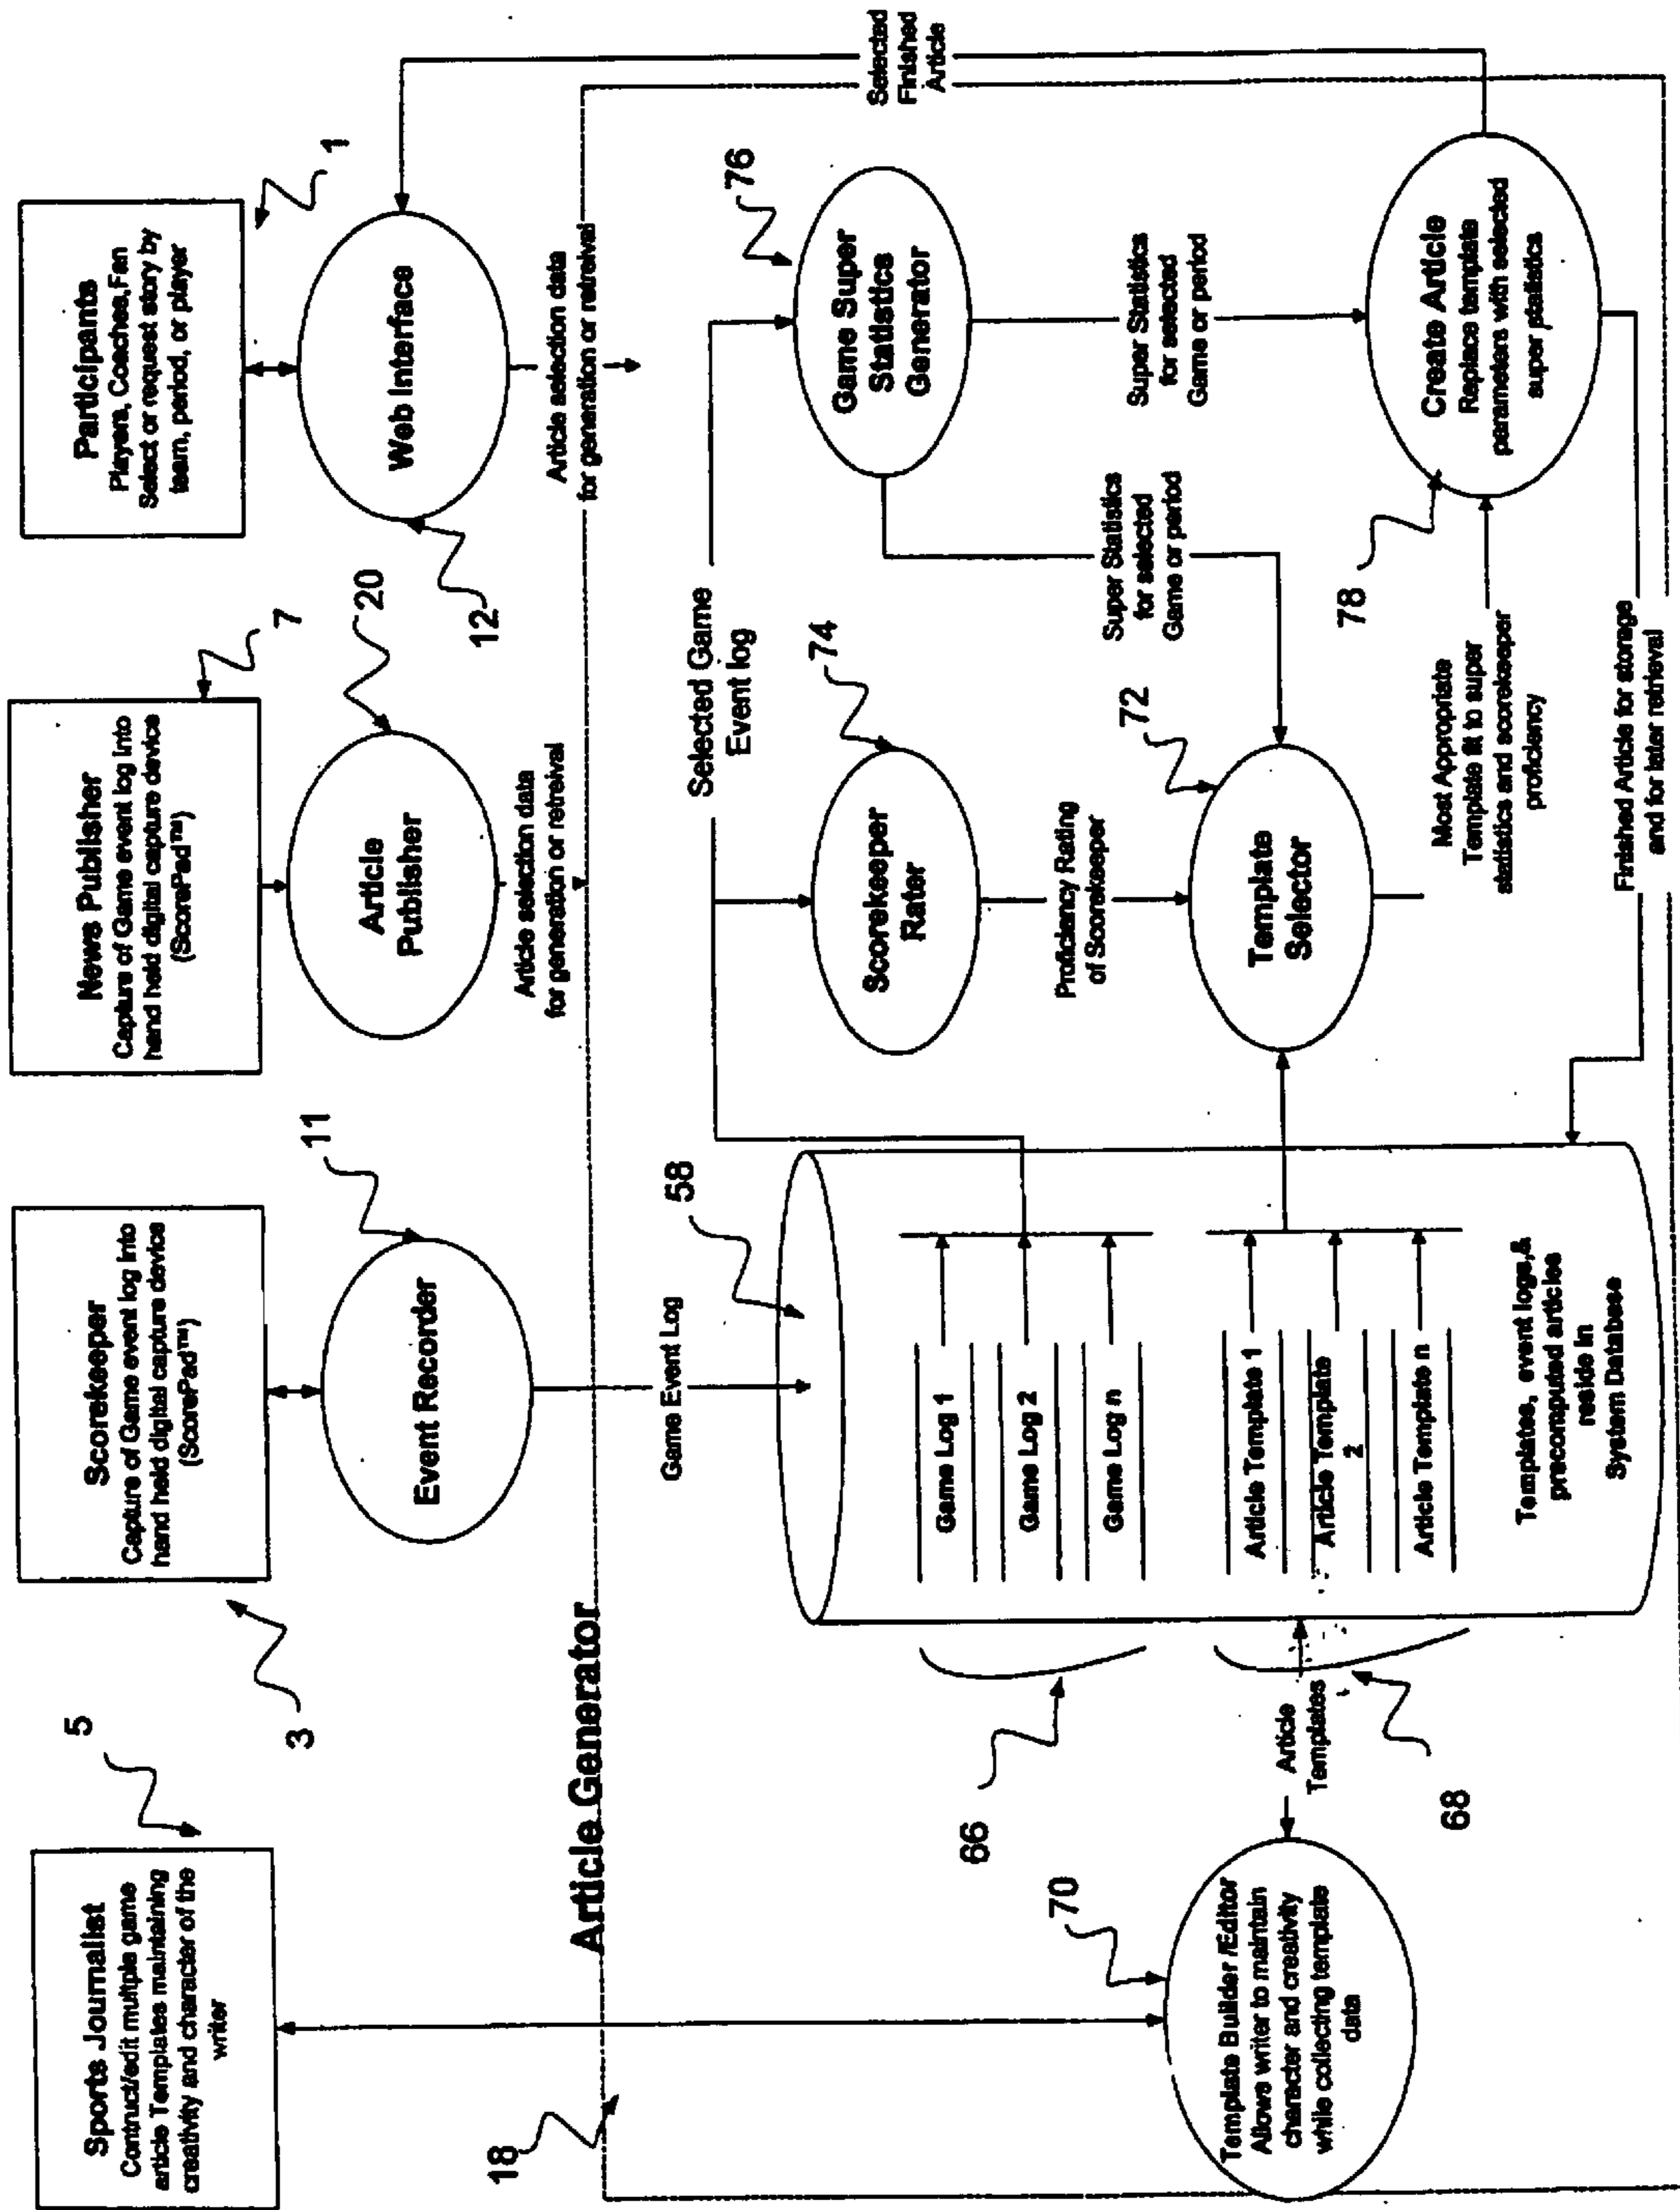 Sports Journalist
Contruct/edit multiple game
article Templates maintaining
creativity and character of the
writer
5
Scorekeeper
Capture of Game event log into
hand held digital capture device
(ScorePad™)
3
News Publisher
Capture of Game event log into
hand held digital capture device
(ScorePad™)
7
Participants
Players, Coaches,Fan
Select or request story by
team, period, or player
1
Event Recorder
11
Article
Publisher
20
Web Interface
12
Article selection data
for generation or retreival
Article selection data
for generation or retreival
Selected
Finished
Article
18
Article Generator
Game Event Log
58
Selected Game
Event log
Game Log 1
Game Log 2
Game Log n
66
Article Template 1
Article Template
2
Article Template n
68
Templates, event logs,&
precomputed articles
reside in
System Database
Template Builder /Editor
Allows writer to maintain
character and creativity
while collecting template
data
70
Article
Templates
Scorekeeper
Rater
74
Proficiency Rating
of Scorekeeper
Game Super
Statistics
Generator
76
Super Statistics
for selected
Game or period
Super Statistics
for selected
Game or period
Template
Selector
72
Most Appropriate
Template fit to super
statistics and scorekeeper
proficiency
Create Article
Replace template
parameters with selected
super statistics
78
Finished Article for storage
and for later retrieval